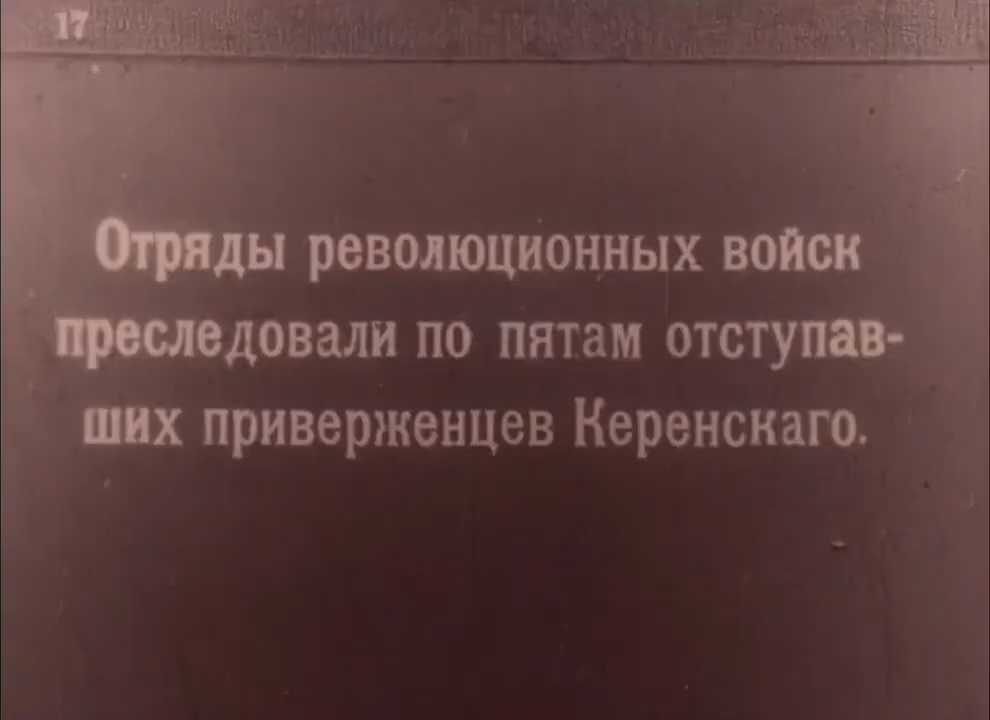 17
Отряды революционных войск
преследовали по пятам отступав-
ших приверженцев Керенскаго.